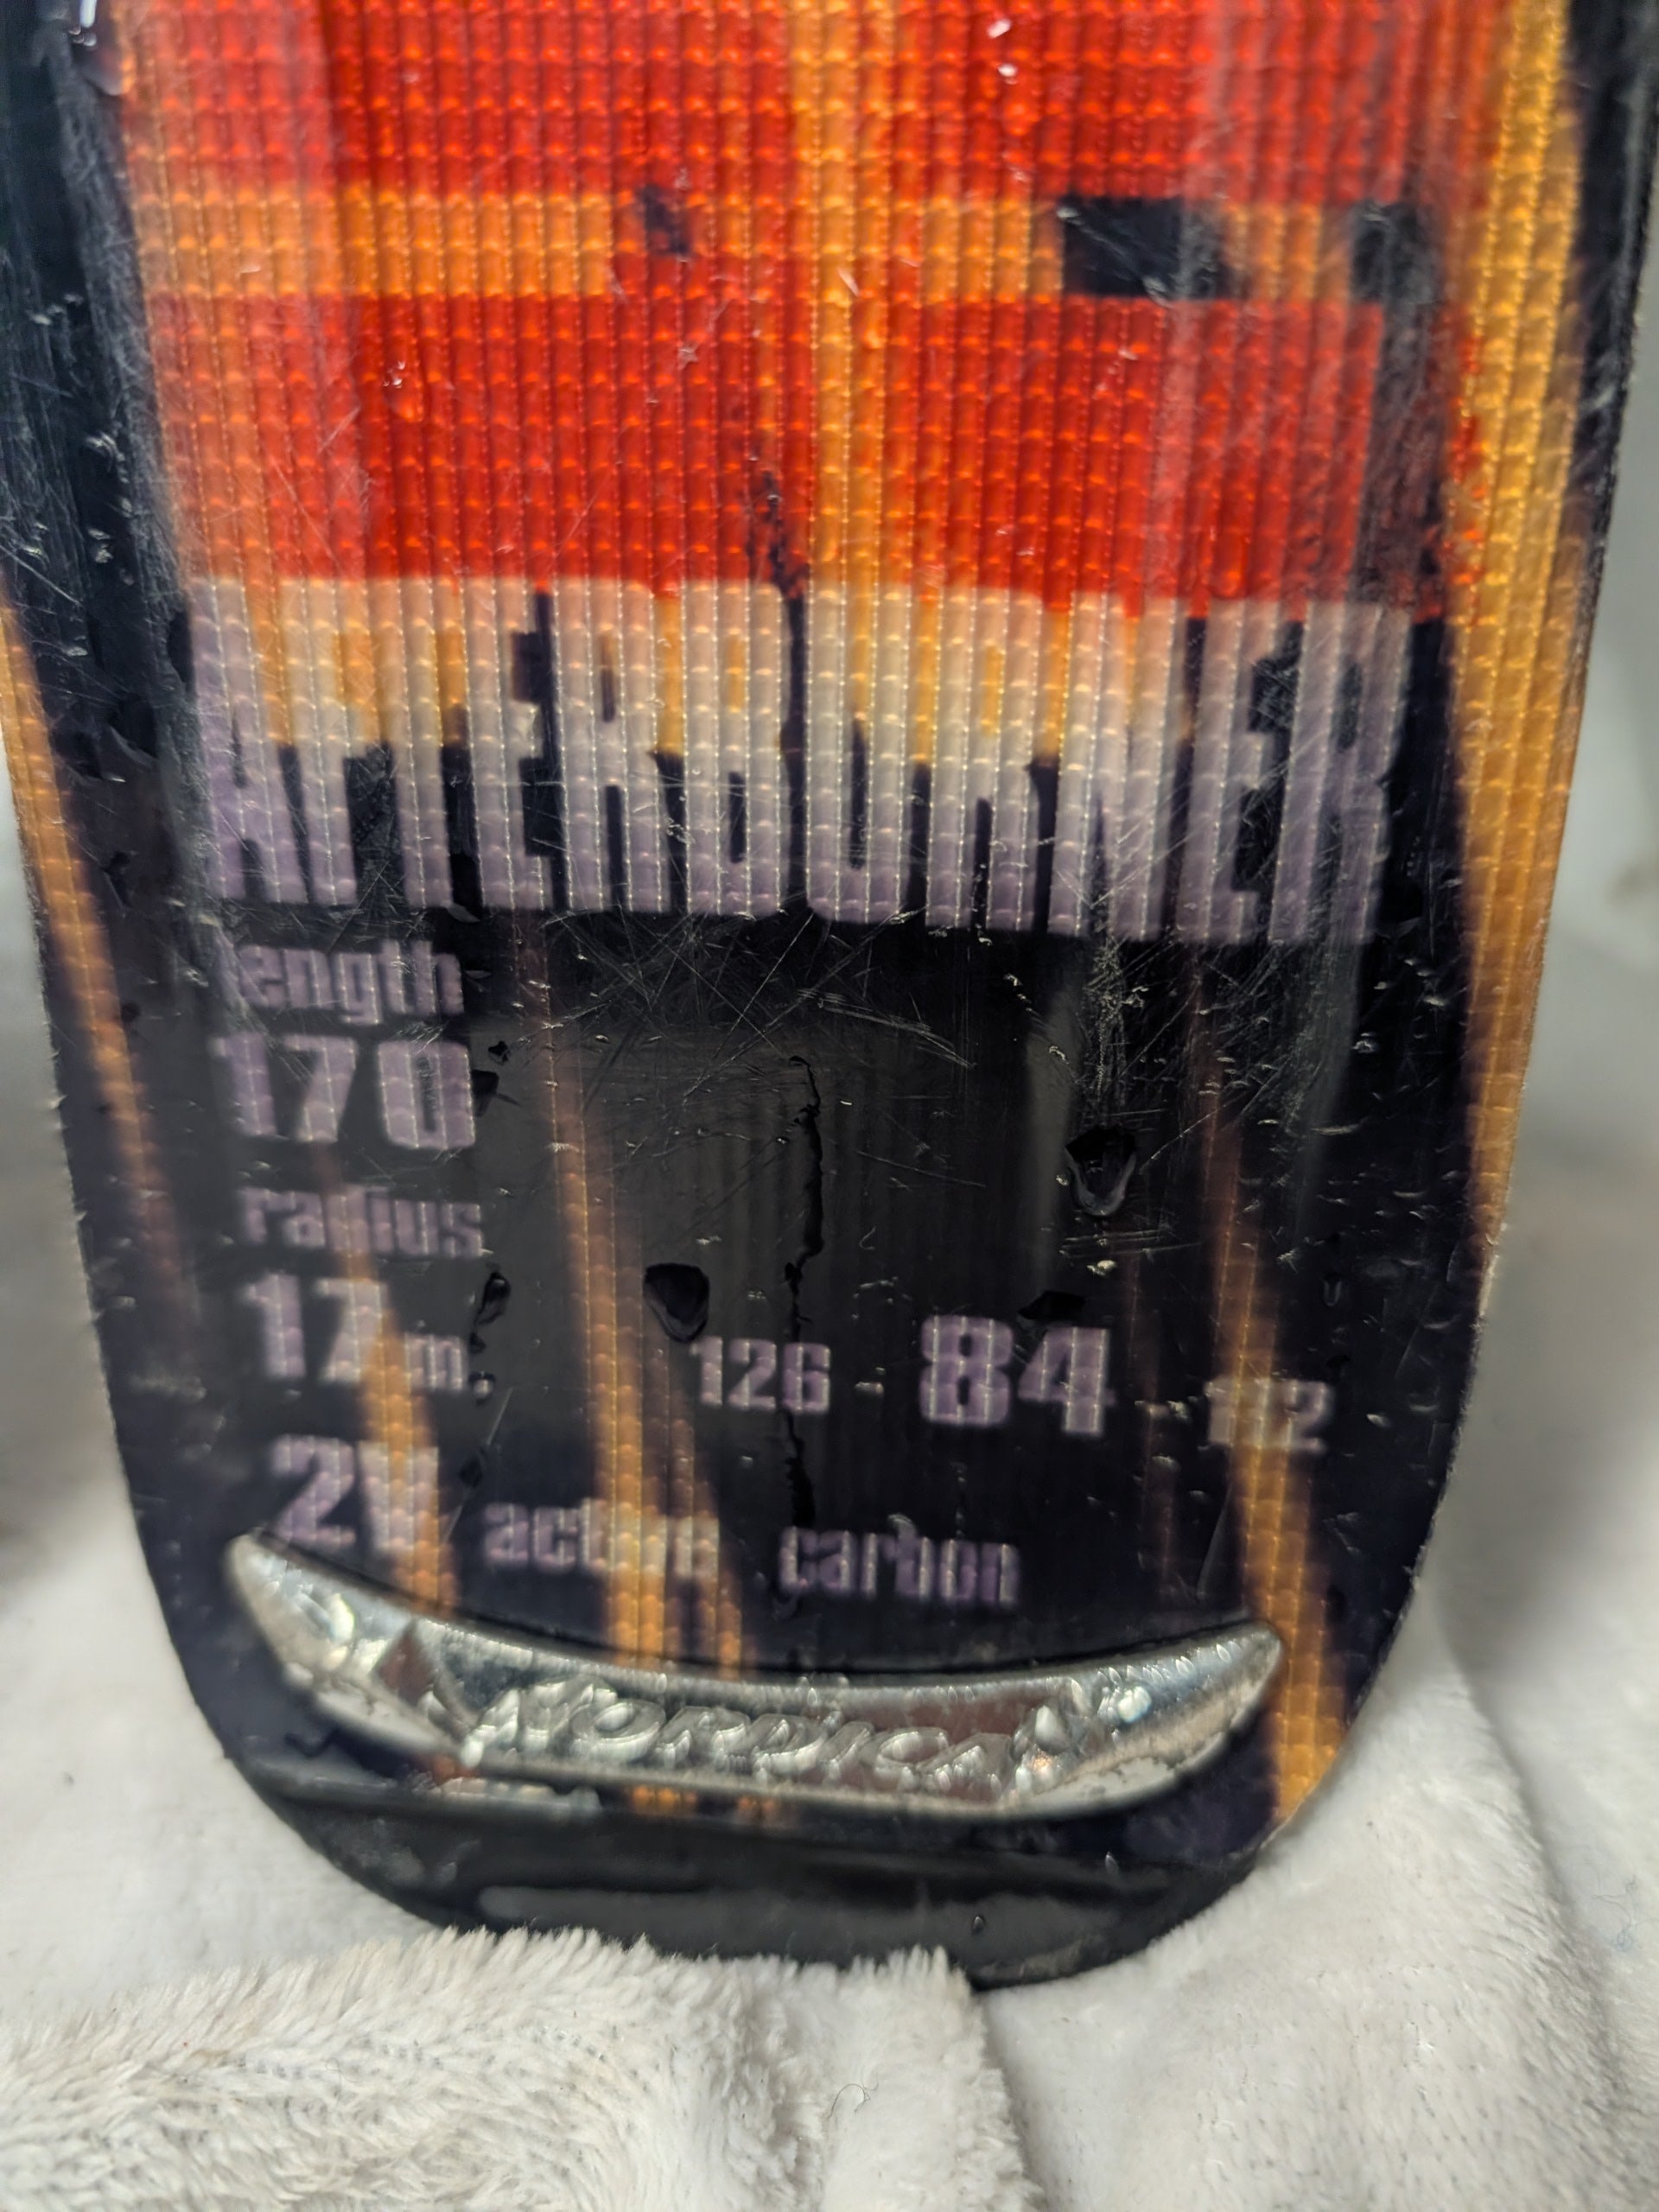 AFTERBURNER
length
170
radius
17 m.
126 - 84 - 112
2V action carbon
NORDICA